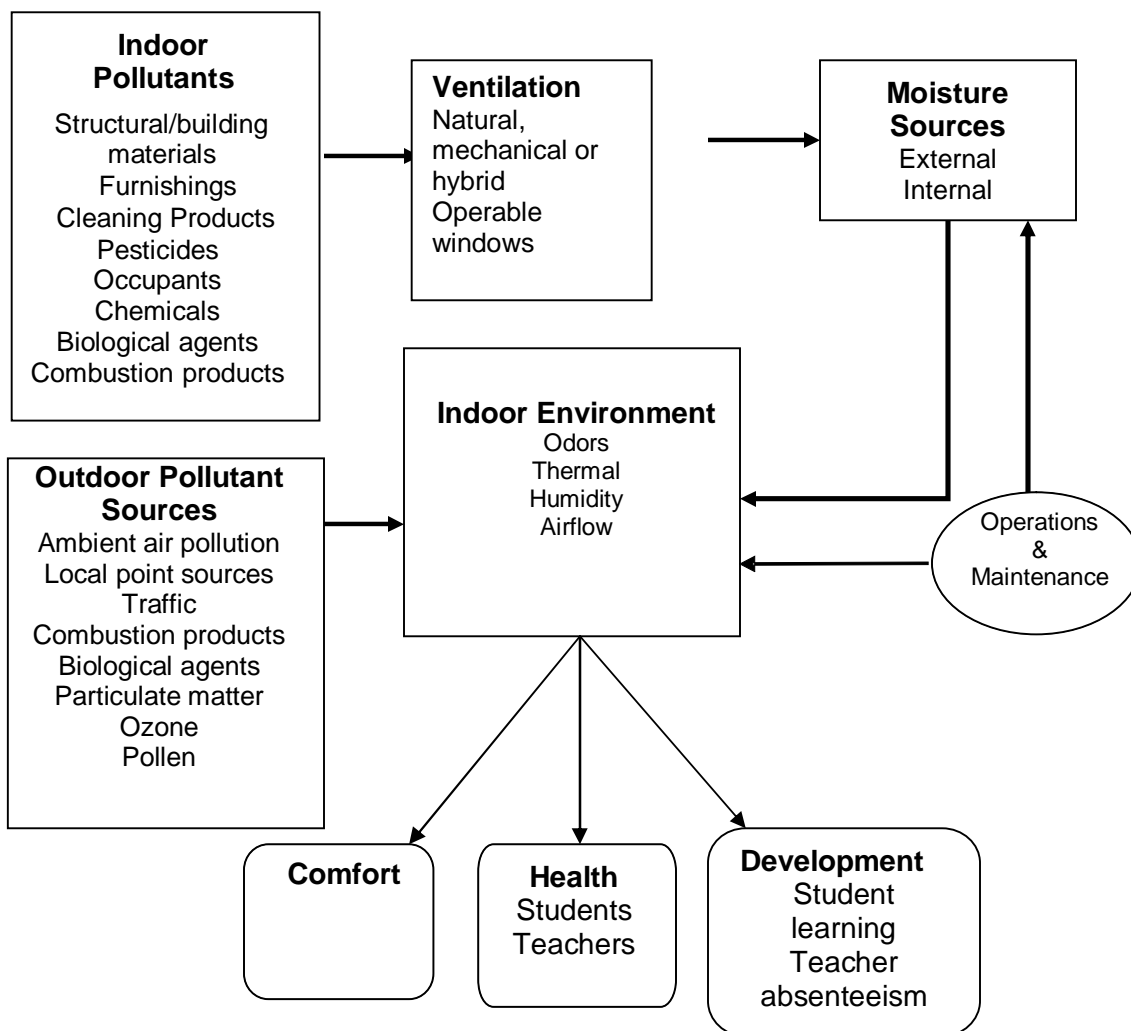 Indoor
Pollutants
Structural/building
materials
Furnishings
Cleaning Products
Pesticides
Occupants
Chemicals
Biological agents
Combustion products
Ventilation
Natural,
mechanical or
hybrid
Operable
windows
Moisture
Sources
External
Internal
Outdoor Pollutant
Sources
Ambient air pollution
Local point sources
Traffic
Combustion products
Biological agents
Particulate matter
Ozone
Pollen
Indoor Environment
Odors
Thermal
Humidity
Airflow
Operations
&
Maintenance
Comfort
Health
Students
Teachers
Development
Student
learning
Teacher
absenteeism